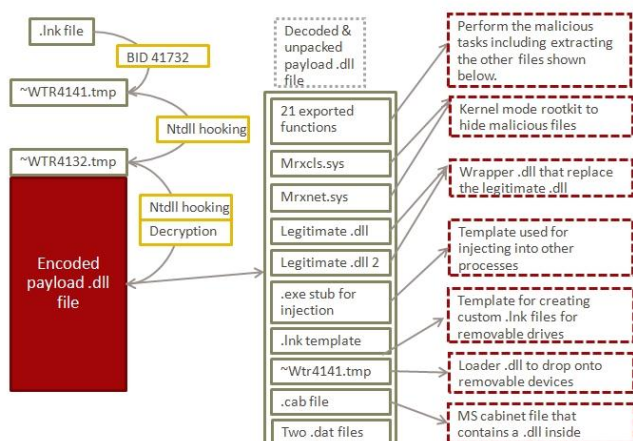 .lnk file
BID 41732
~WTR4141.tmp
Ntdll hooking
~WTR4132.tmp
Ntdll hooking
Decryption
Encoded
payload .dll
file
Decoded &
unpacked
payload .dll
file
21 exported
functions
Mrxcls.sys
Mrxnet.sys
Legitimate .dll
Legitimate .dll 2
.exe stub for
injection
.lnk template
~Wtr4141.tmp
.cab file
Two .dat files
Perform the malicious
tasks including extracting
the other files shown
below.
Kernel mode rootkit to
hide malicious files
Wrapper .dll that replace
the legitimate .dll
Template used for
injecting into other
processes
Template for creating
custom .lnk files for
removable drives
Loader .dll to drop onto
removable devices
MS cabinet file that
contains a .dll inside